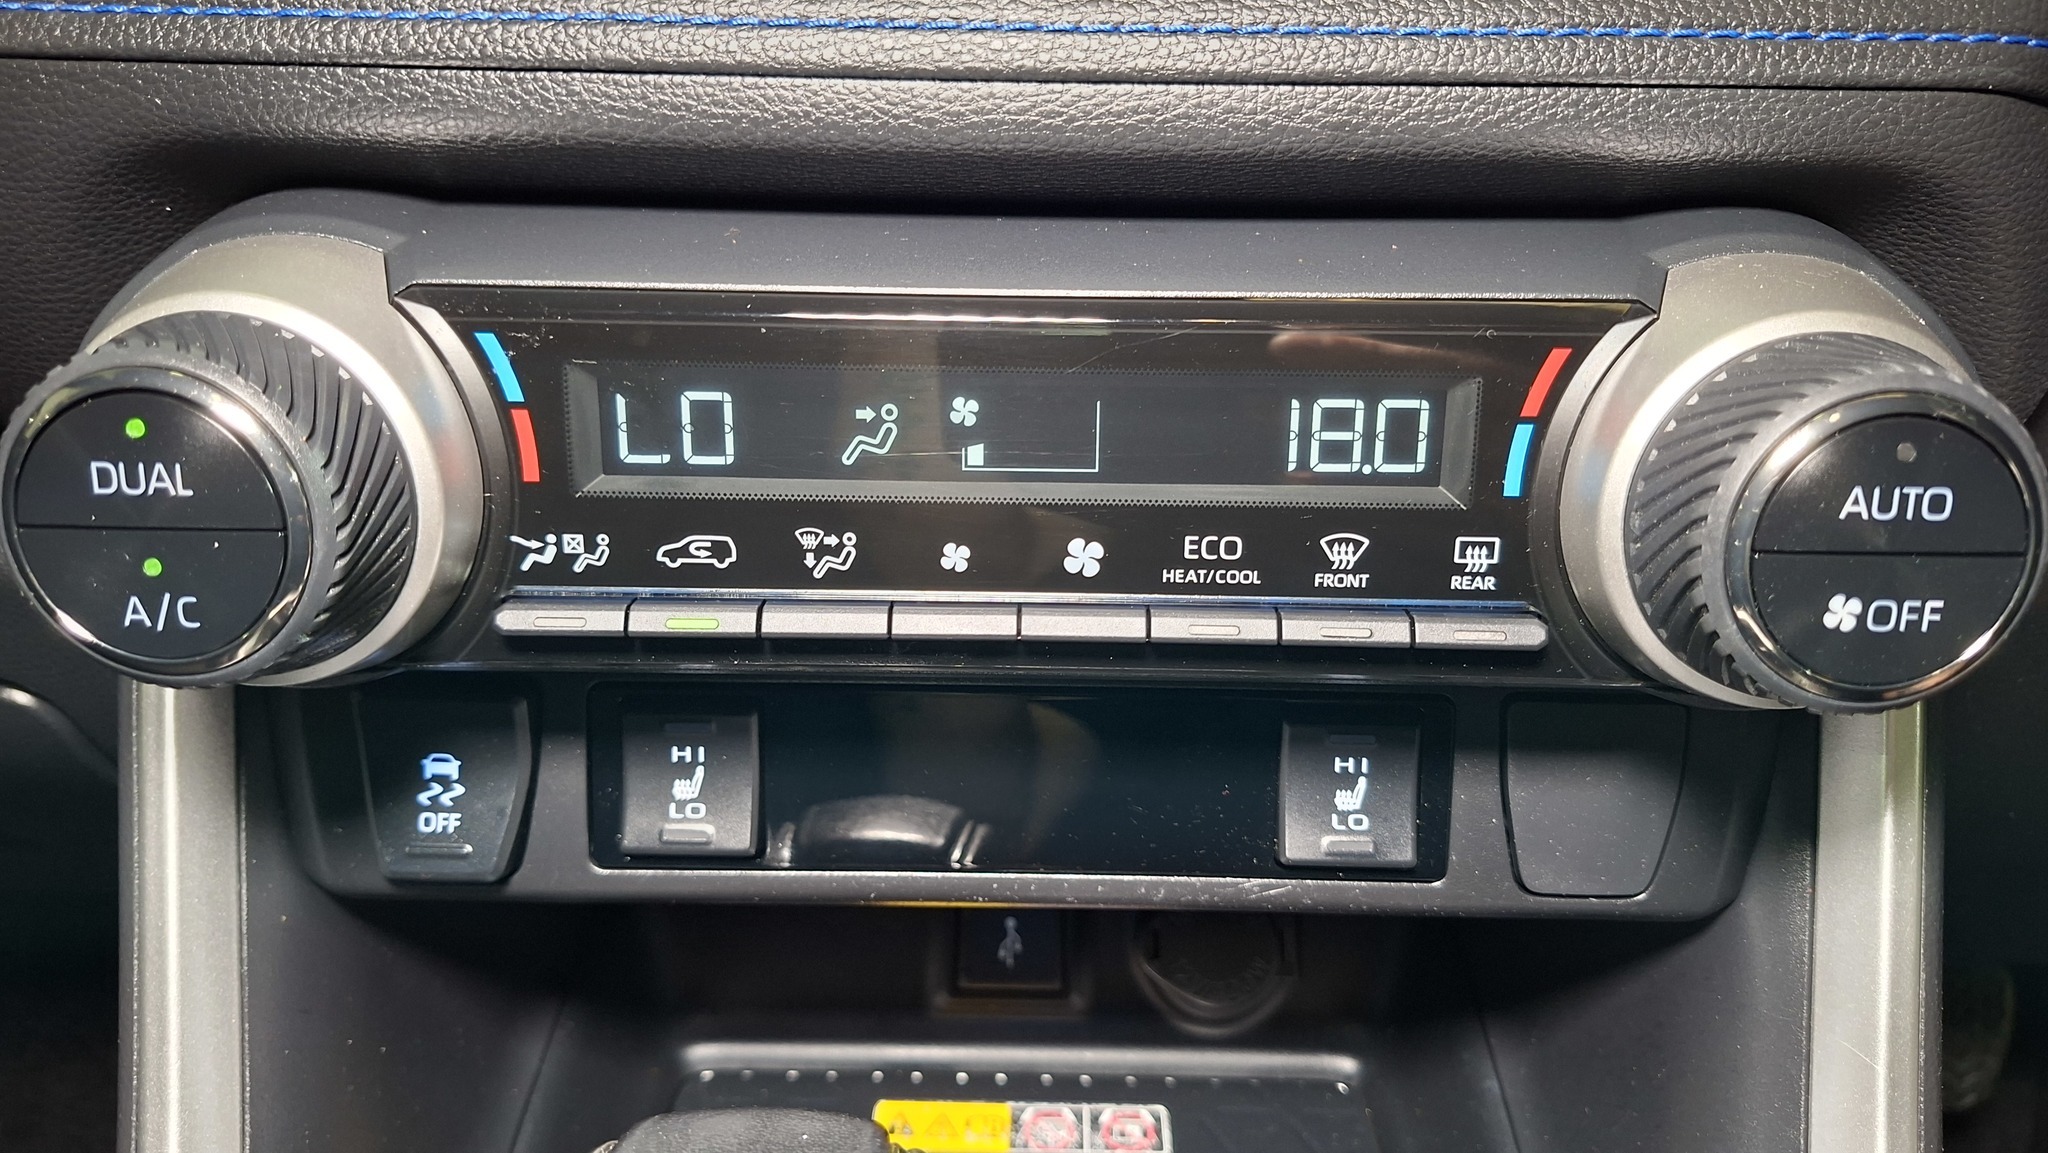 LO 18.0
DUAL
A/C
AUTO
OFF
ECO
HEAT/COOL
FRONT
REAR
OFF
HI
LO
HI
LO